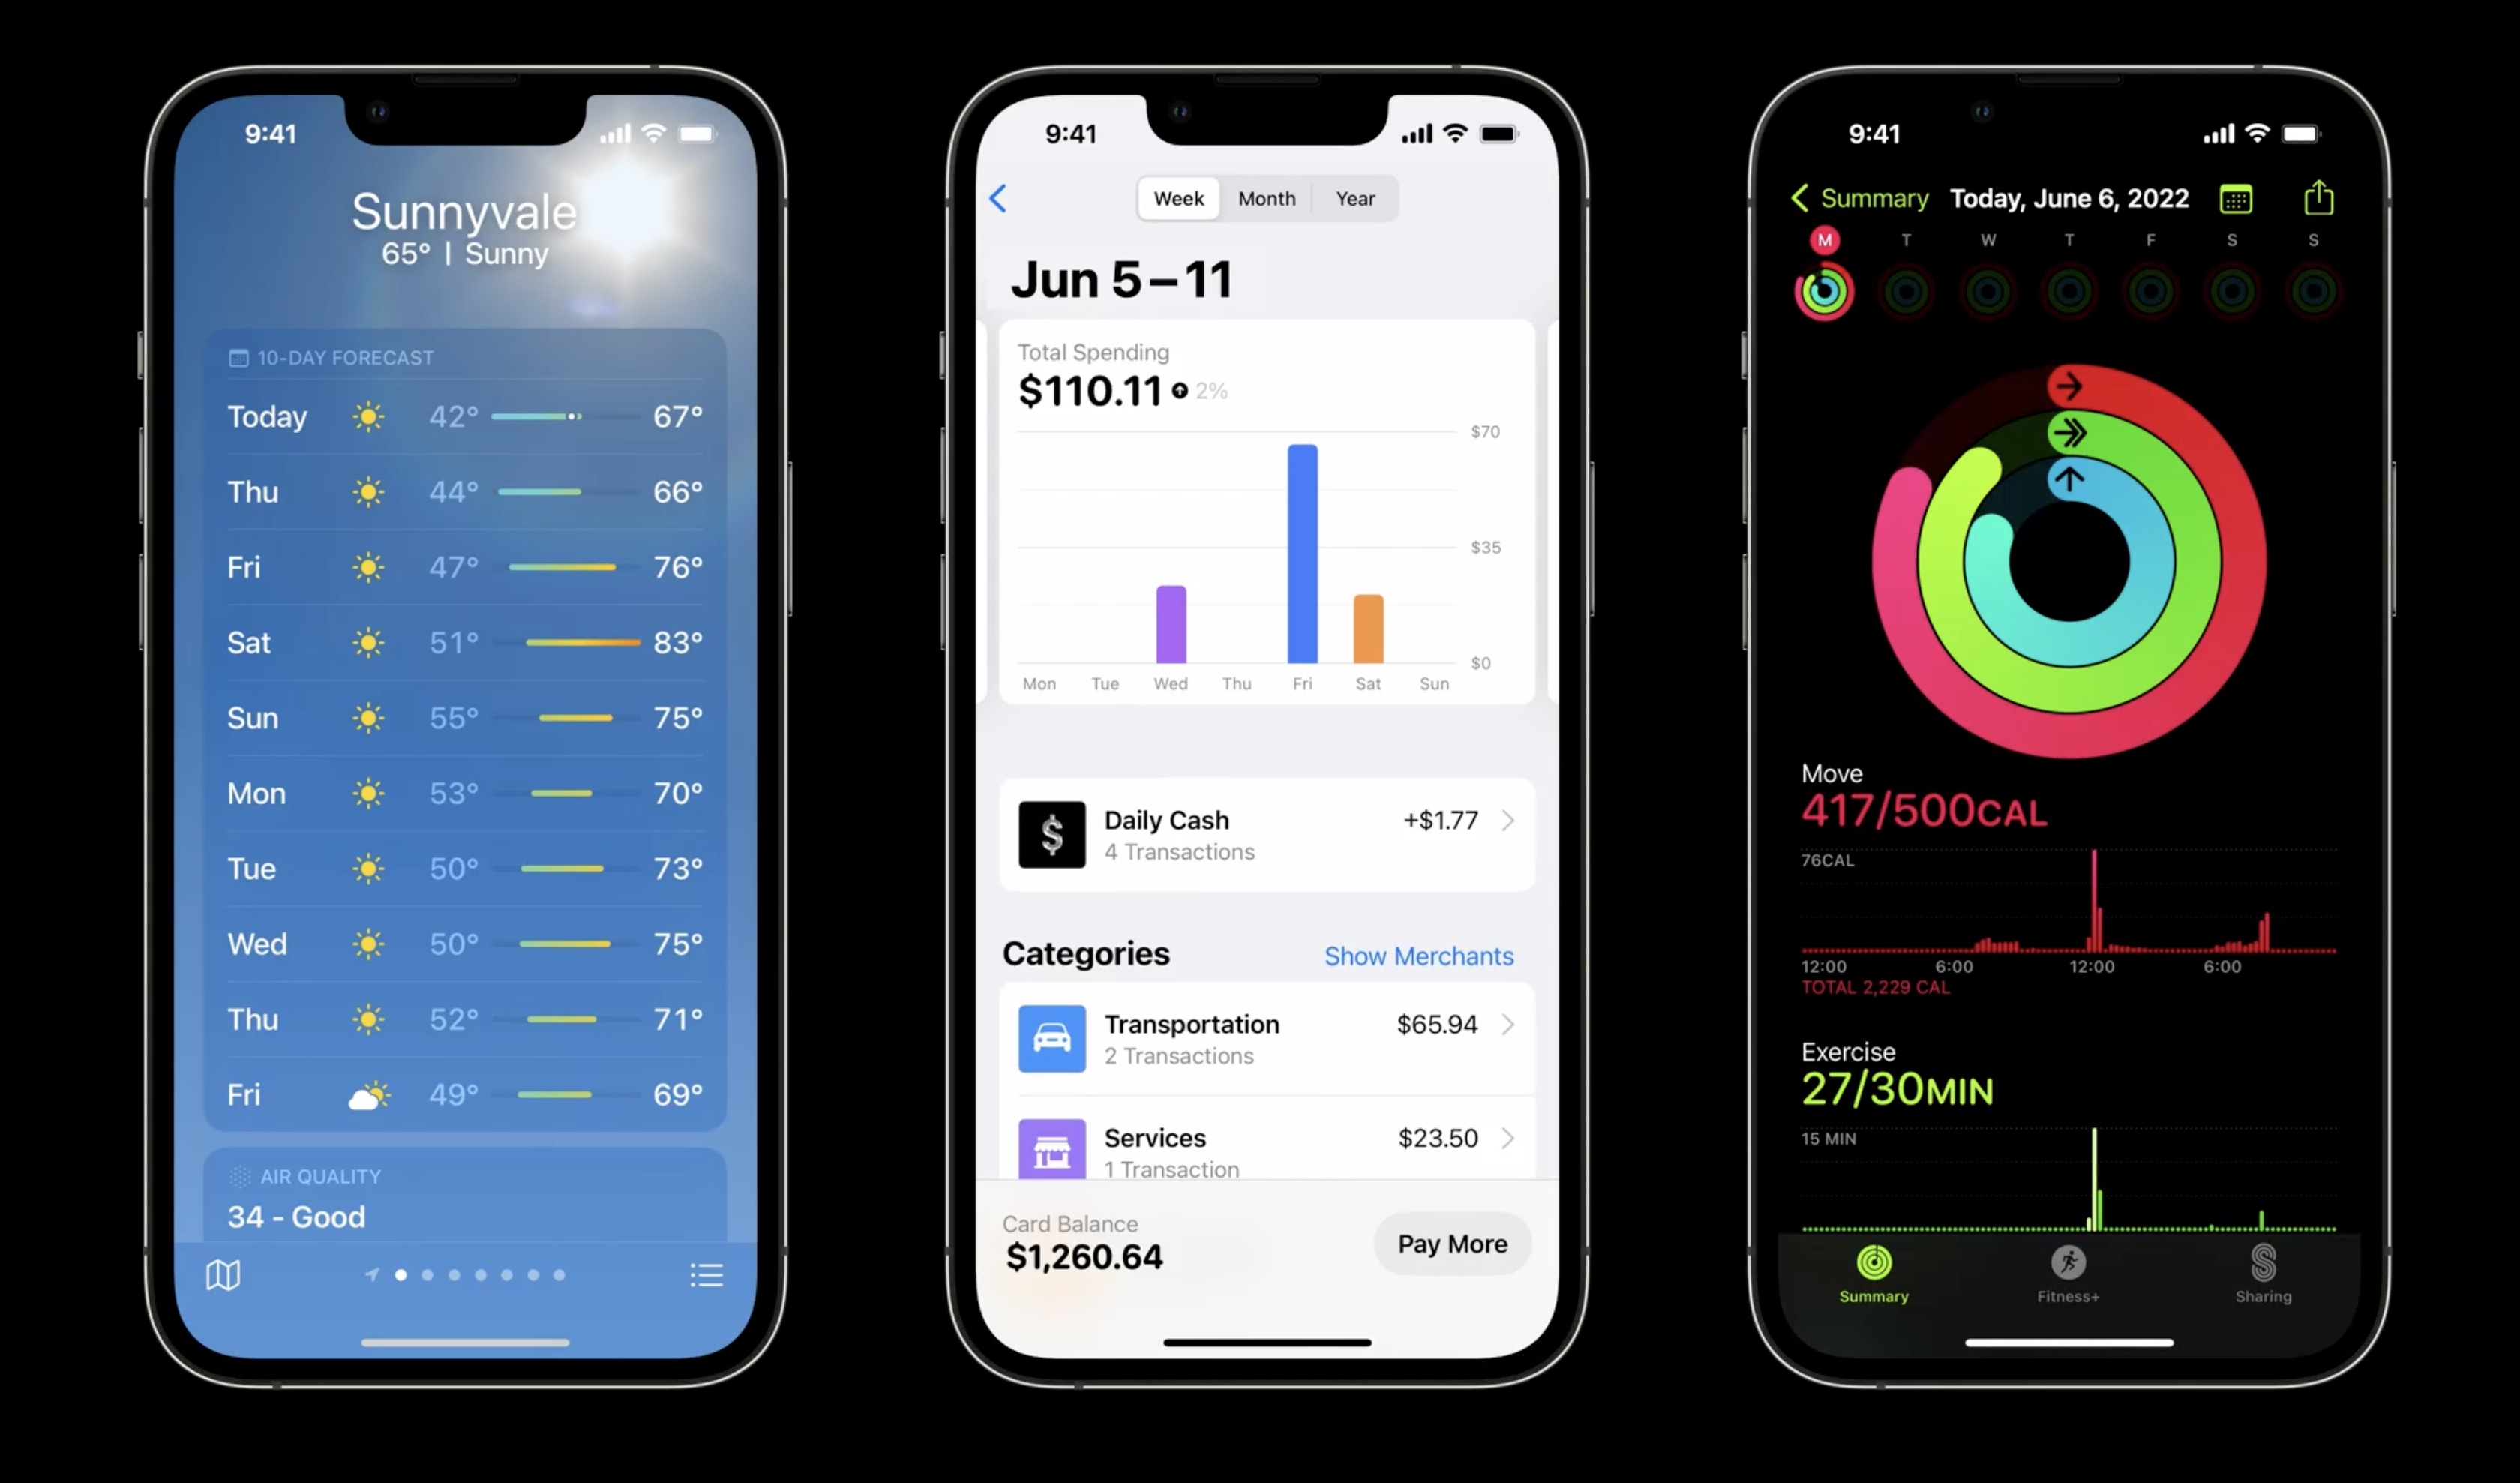 9:41
Sunnyvale
65° | Sunny
10-DAY FORECAST
Today 42° 67°
Thu 44° 66°
Fri 47° 76°
Sat 51° 83°
Sun 55° 75°
Mon 53° 70°
Tue 50° 73°
Wed 50° 75°
Thu 52° 71°
Fri 49° 69°
AIR QUALITY
34 - Good
9:41
Week Month Year
Jun 5–11
Total Spending
$110.11 2%
$70
$35
$0
Mon Tue Wed Thu Fri Sat Sun
$ Daily Cash +$1.77
4 Transactions
Categories Show Merchants
Transportation $65.94
2 Transactions
Services $23.50
1 Transaction
Card Balance
$1,260.64
Pay More
9:41
Summary Today, June 6, 2022
M T W T F S S
Move
417/500CAL
76CAL
12:00 6:00 12:00 6:00
TOTAL 2,229 CAL
Exercise
27/30MIN
15 MIN
Summary Fitness+ Sharing